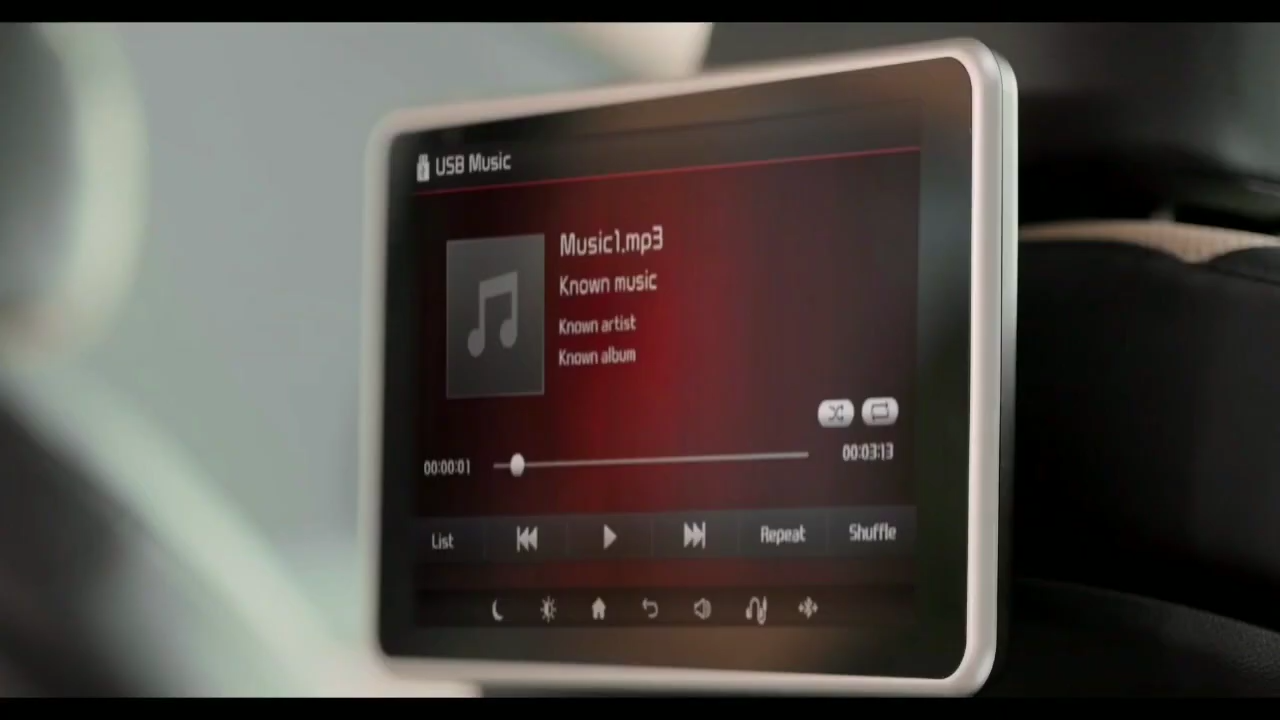 USB Music
Music1.mp3
Known music
Known artist
Known album
00:00:01
00:03:13
List
Repeat
Shuffle